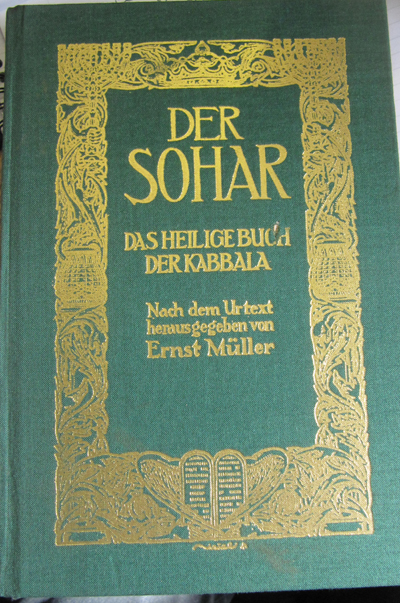 DER
SOHAR
DAS HEILIGE BUCH
DER KABBALA
Nach dem Urtext
herausgegeben von
Ernst Müller